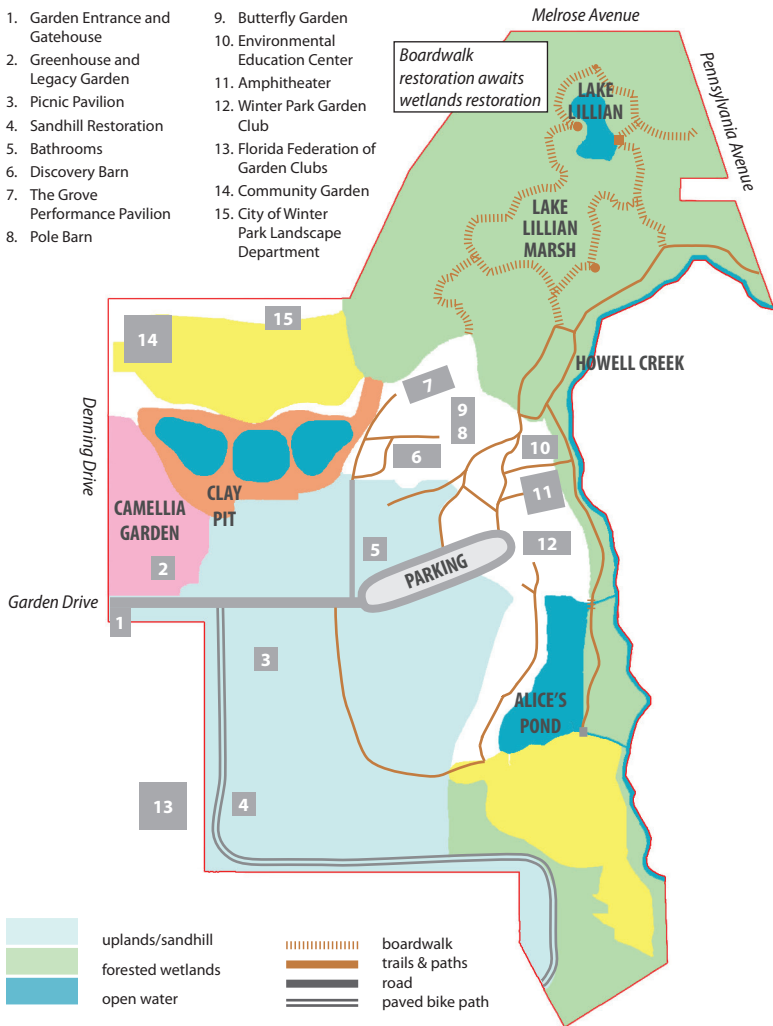 1. Garden Entrance and
Gatehouse
2. Greenhouse and
Legacy Garden
3. Picnic Pavilion
4. Sandhill Restoration
5. Bathrooms
6. Discovery Barn
7. The Grove
Performance Pavilion
8. Pole Barn
9. Butterfly Garden
10. Environmental
Education Center
11. Amphitheater
12. Winter Park Garden
Club
13. Florida Federation of
Garden Clubs
14. Community Garden
15. City of Winter
Park Landscape
Department
Melrose Avenue
Boardwalk
restoration awaits
wetlands restoration
Pennsylvania Avenue
LAKE
LILLIAN
LAKE
LILLIAN
MARSH
15
14
HOWELL CREEK
7
9
8
6
10
11
Denning Drive
CLAY
PIT
CAMELLIA
GARDEN
2
5
12
PARKING
Garden Drive
1
3
ALICE'S
POND
13
4
uplands/sandhill
forested wetlands
open water
boardwalk
trails & paths
road
paved bike path